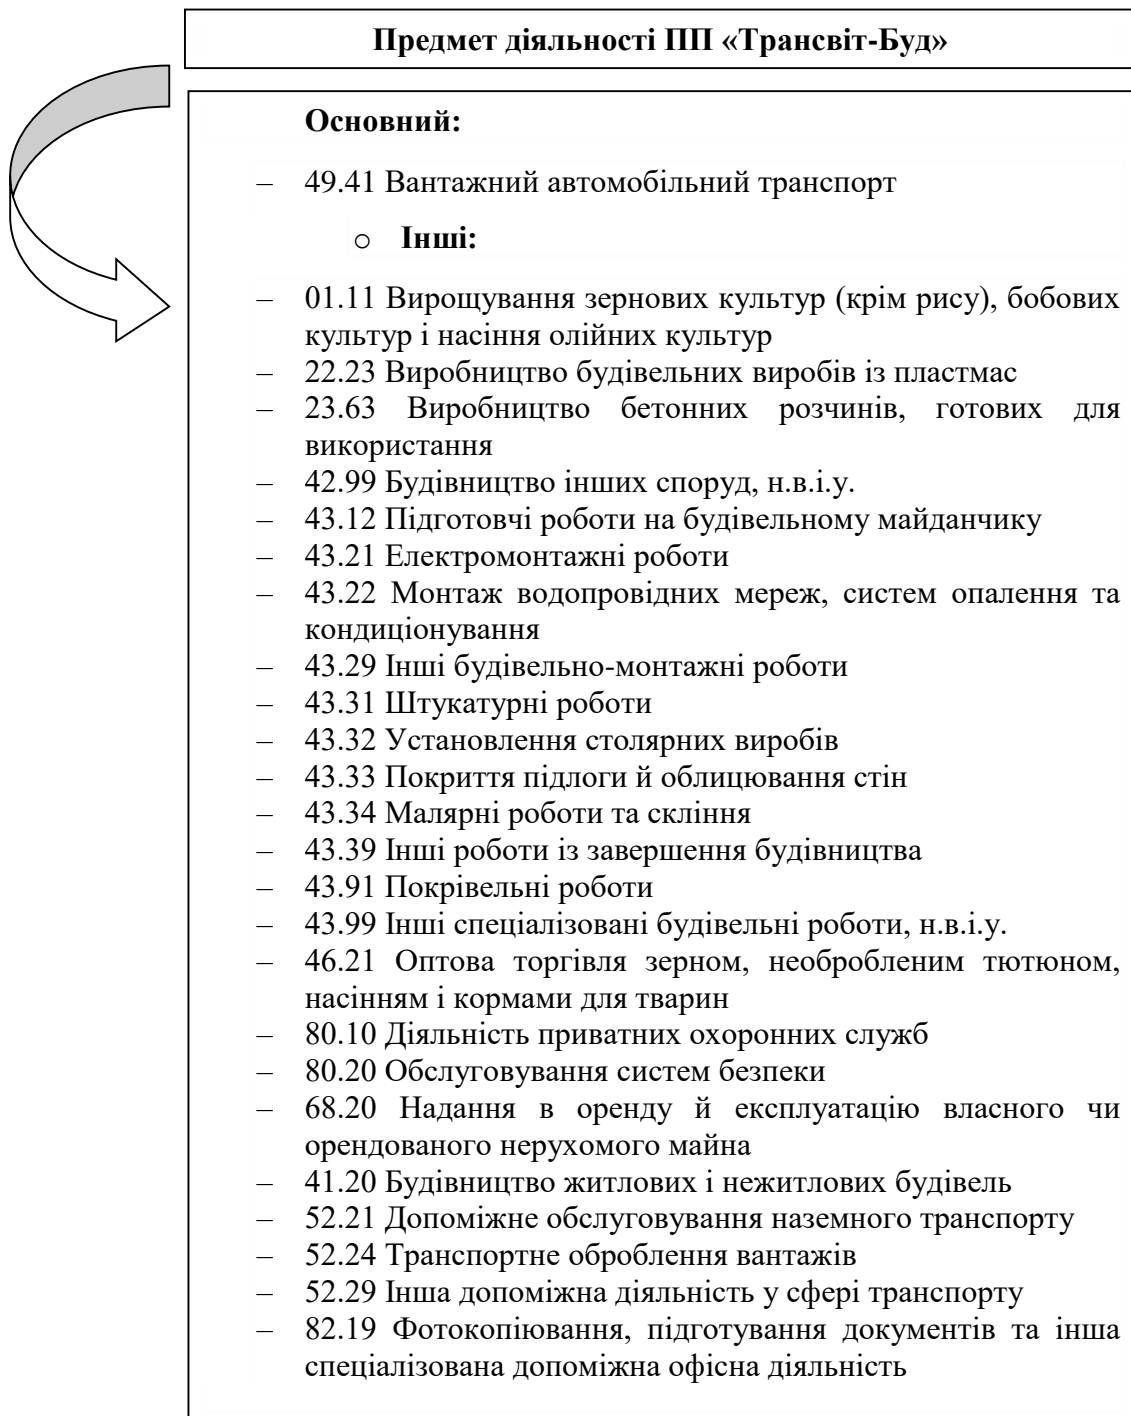 Предмет діяльності ПП «Трансвіт-Буд»
Основний:
– 49.41 Вантажний автомобільний транспорт
o Інші:
– 01.11 Вирощування зернових культур (крім рису), бобових
культур і насіння олійних культур
– 22.23 Виробництво будівельних виробів із пластмас
– 23.63 Виробництво бетонних розчинів, готових для
використання
– 42.99 Будівництво інших споруд, н.в.і.у.
– 43.12 Підготовчі роботи на будівельному майданчику
– 43.21 Електромонтажні роботи
– 43.22 Монтаж водопровідних мереж, систем опалення та
кондиціонування
– 43.29 Інші будівельно-монтажні роботи
– 43.31 Штукатурні роботи
– 43.32 Установлення столярних виробів
– 43.33 Покриття підлоги й облицювання стін
– 43.34 Малярні роботи та скління
– 43.39 Інші роботи із завершення будівництва
– 43.91 Покрівельні роботи
– 43.99 Інші спеціалізовані будівельні роботи, н.в.і.у.
– 46.21 Оптова торгівля зерном, необробленим тютюном,
насінням і кормами для тварин
– 80.10 Діяльність приватних охоронних служб
– 80.20 Обслуговування систем безпеки
– 68.20 Надання в оренду й експлуатацію власного чи
орендованого нерухомого майна
– 41.20 Будівництво житлових і нежитлових будівель
– 52.21 Допоміжне обслуговування наземного транспорту
– 52.24 Транспортне оброблення вантажів
– 52.29 Інша допоміжна діяльність у сфері транспорту
– 82.19 Фотокопіювання, підготування документів та інша
спеціалізована допоміжна офісна діяльність